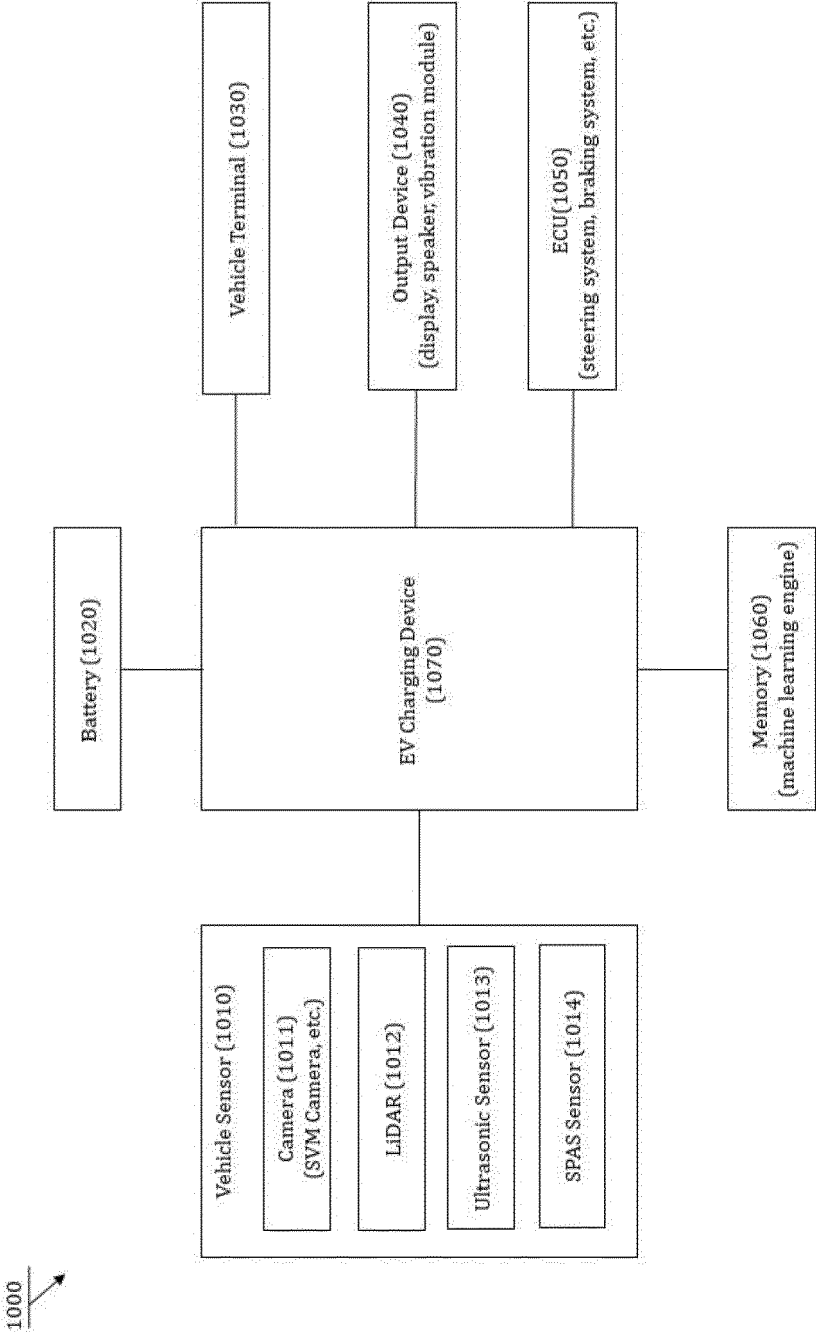 1000
Vehicle Sensor (1010)
Camera (1011)
(SVM Camera, etc.)
LiDAR (1012)
Ultrasonic Sensor (1013)
SPAS Sensor (1014)
Battery (1020)
EV Charging Device
(1070)
Memory (1060)
(machine learning engine)
Vehicle Terminal (1030)
Output Device (1040)
(display, speaker, vibration module)
ECU(1050)
(steering system, braking system, etc.)